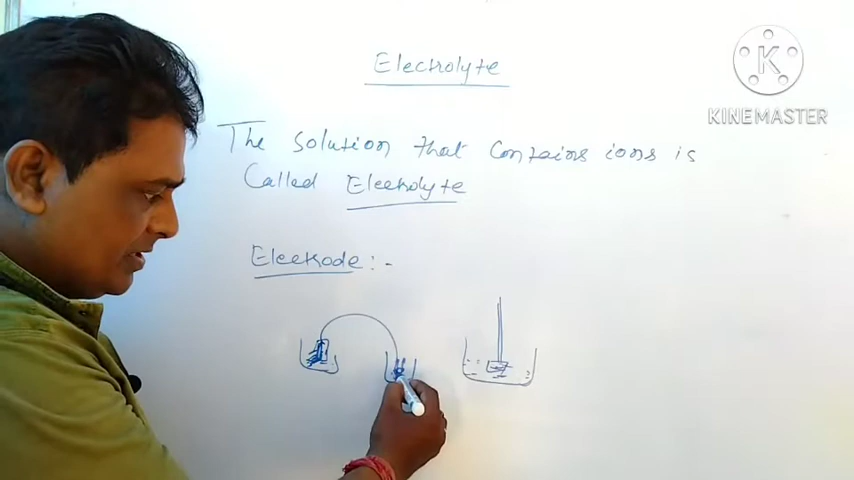 Electrolyte
K
KINEMASTER
The solution that contains ions is
Called Electrolyte
Electrode :-